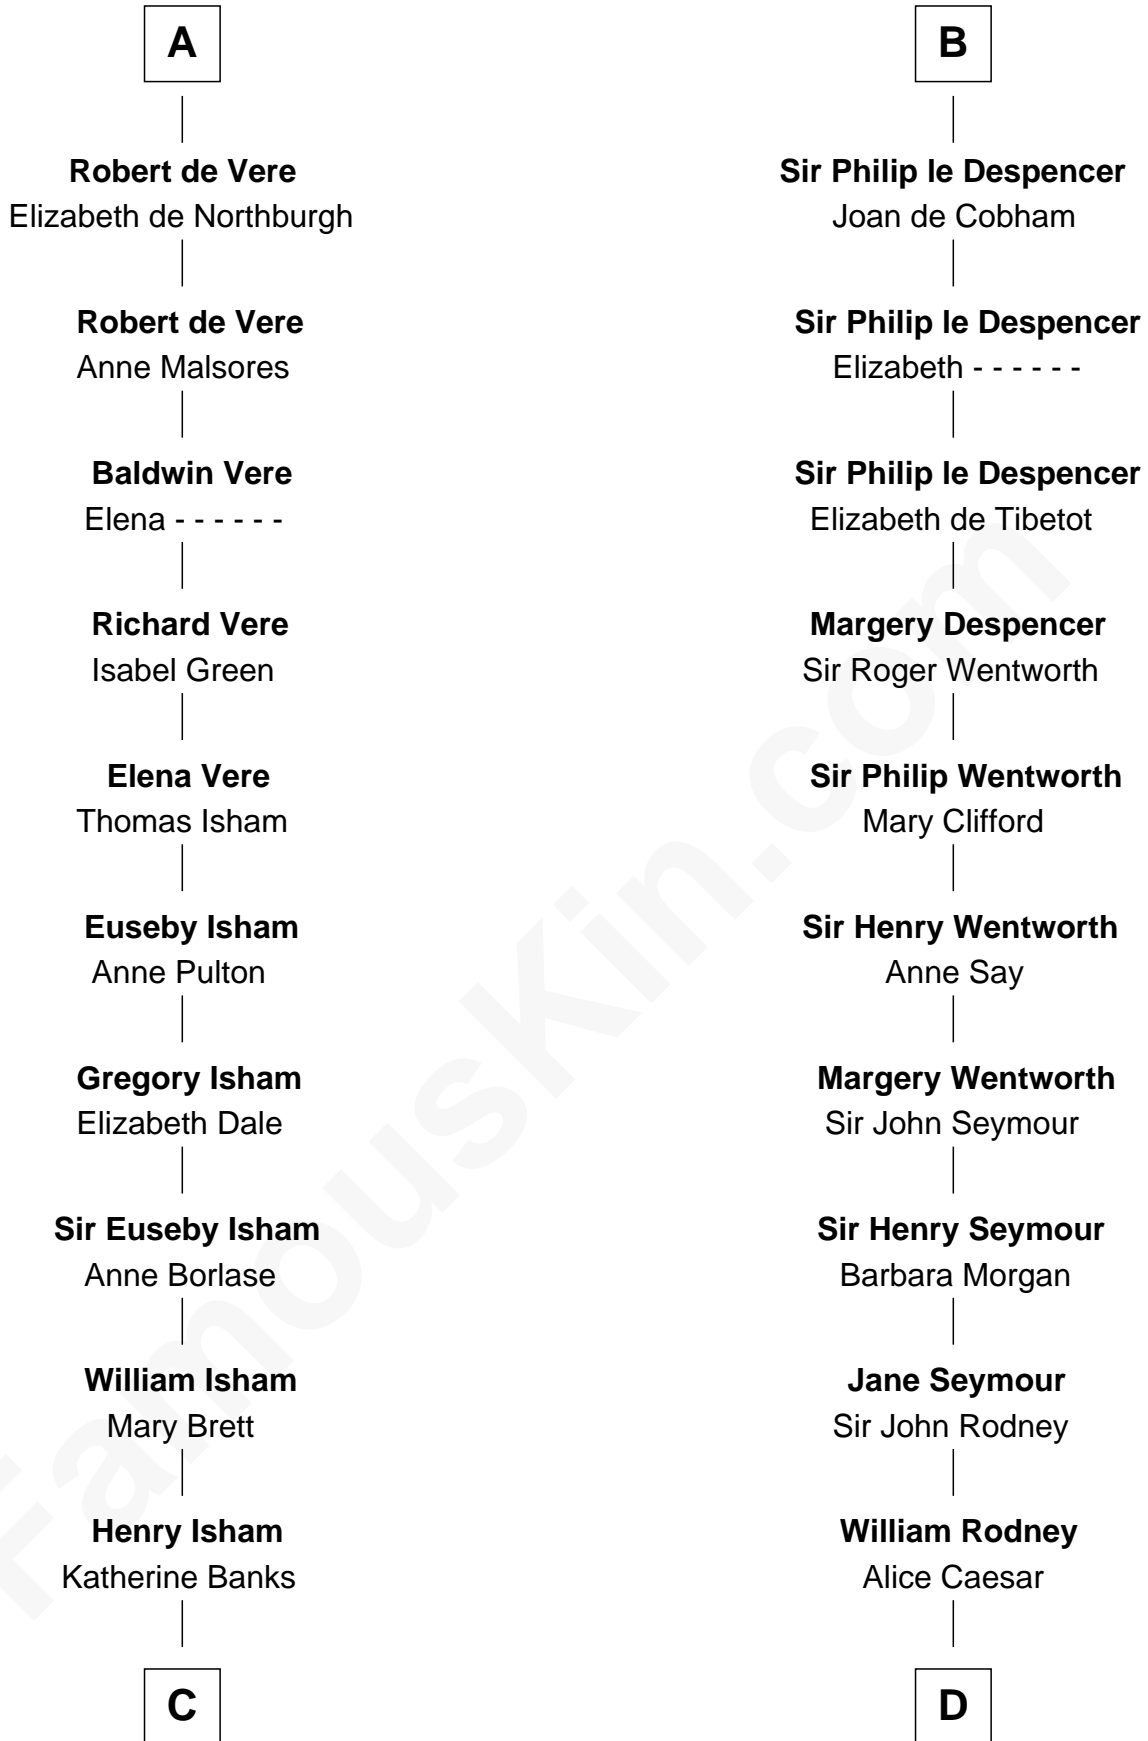 A
Robert de Vere
Elizabeth de Northburgh
Robert de Vere
Anne Malsores
Baldwin Vere
Elena - - - - - -
Richard Vere
Isabel Green
Elena Vere
Thomas Isham
Euseby Isham
Anne Pulton
Gregory Isham
Elizabeth Dale
Sir Euseby Isham
Anne Borlase
William Isham
Mary Brett
Henry Isham
Katherine Banks
C
B
Sir Philip le Despencer
Joan de Cobham
Sir Philip le Despencer
Elizabeth - - - - - -
Sir Philip le Despencer
Elizabeth de Tibetot
Margery Despencer
Sir Roger Wentworth
Sir Philip Wentworth
Mary Clifford
Sir Henry Wentworth
Anne Say
Margery Wentworth
Sir John Seymour
Sir Henry Seymour
Barbara Morgan
Jane Seymour
Sir John Rodney
William Rodney
Alice Caesar
D
FamousKin.com